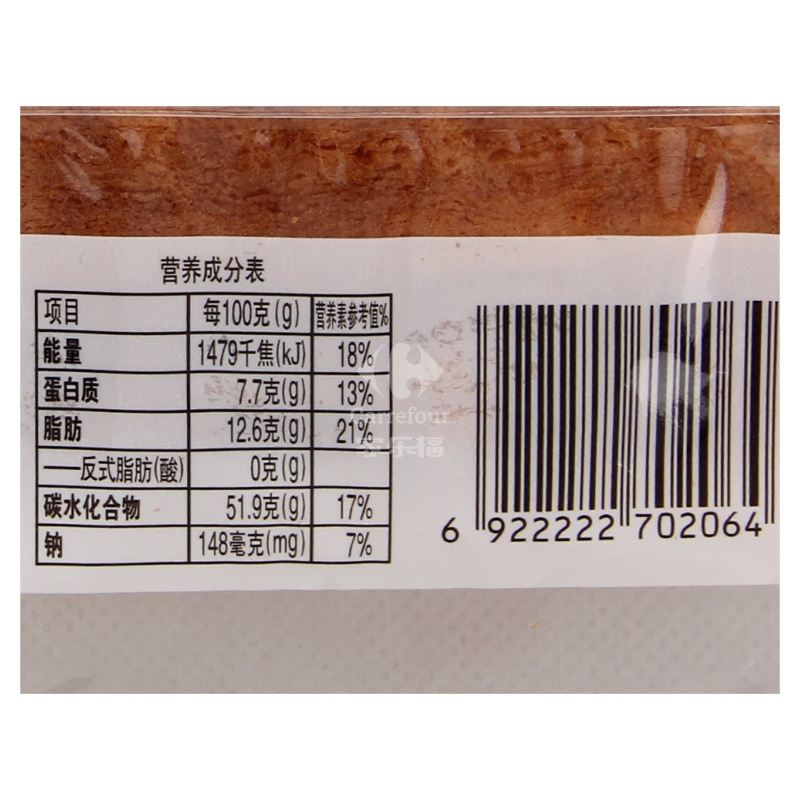 营养成分表
项目 每100克(g) 营养素参考值%
能量 1479千焦(kJ) 18%
蛋白质 7.7克(g) 13%
脂肪 12.6克(g) 21%
——反式脂肪(酸) 0克(g)
碳水化合物 51.9克(g) 17%
钠 148毫克(mg) 7%
Carrefour
家乐福
6 922222 702064